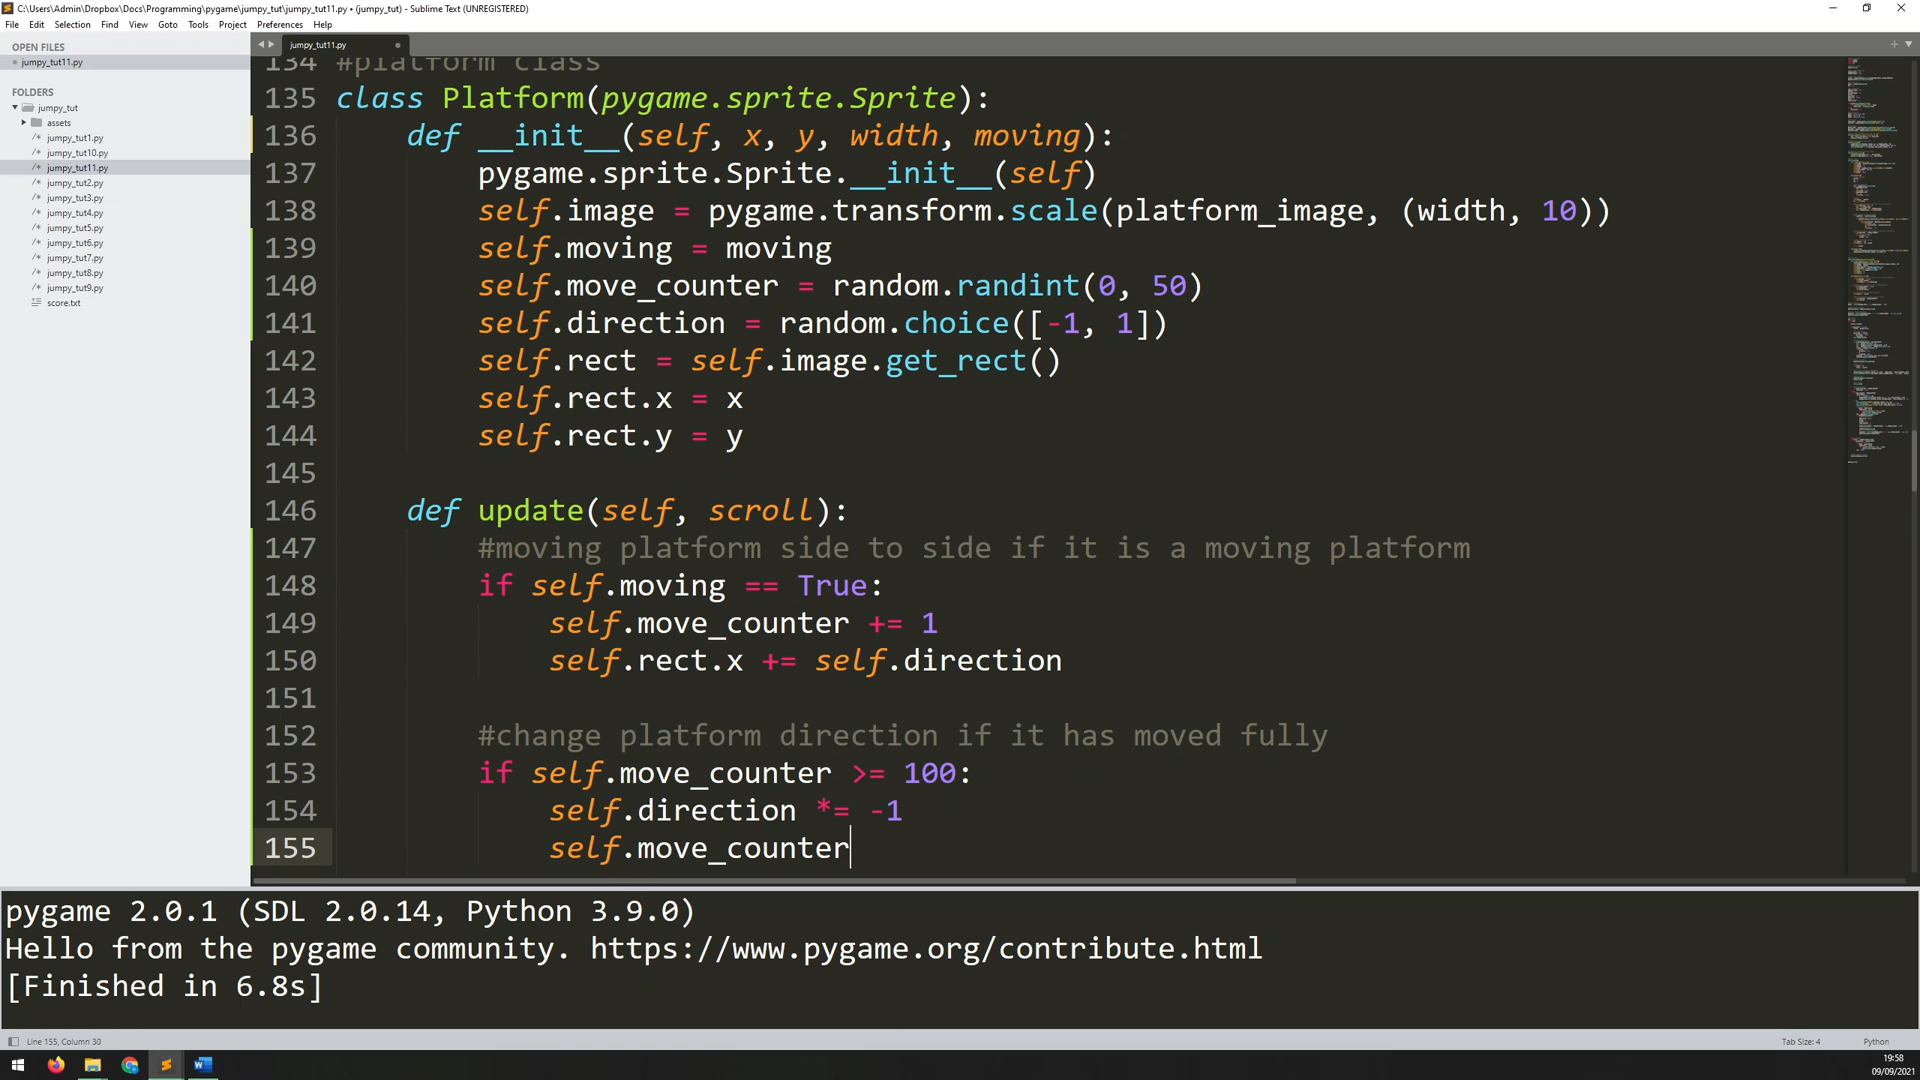 C:\Users\Admin\Dropbox\Docs\Programming\pygame\jumpy_tut\jumpy_tut11.py • (jumpy_tut) - Sublime Text (UNREGISTERED)
File Edit Selection Find View Goto Tools Project Preferences Help
OPEN FILES
jumpy_tut11.py
FOLDERS
jumpy_tut
assets
jumpy_tut1.py
jumpy_tut10.py
jumpy_tut11.py
jumpy_tut2.py
jumpy_tut3.py
jumpy_tut4.py
jumpy_tut5.py
jumpy_tut6.py
jumpy_tut7.py
jumpy_tut8.py
jumpy_tut9.py
score.txt
jumpy_tut11.py
134 #platform class
135 class Platform(pygame.sprite.Sprite):
136 def __init__(self, x, y, width, moving):
137 pygame.sprite.Sprite.__init__(self)
138 self.image = pygame.transform.scale(platform_image, (width, 10))
139 self.moving = moving
140 self.move_counter = random.randint(0, 50)
141 self.direction = random.choice([-1, 1])
142 self.rect = self.image.get_rect()
143 self.rect.x = x
144 self.rect.y = y
145
146 def update(self, scroll):
147 #moving platform side to side if it is a moving platform
148 if self.moving == True:
149 self.move_counter += 1
150 self.rect.x += self.direction
151
152 #change platform direction if it has moved fully
153 if self.move_counter >= 100:
154 self.direction *= -1
155 self.move_counter
pygame 2.0.1 (SDL 2.0.14, Python 3.9.0)
Hello from the pygame community. https://www.pygame.org/contribute.html
[Finished in 6.8s]
Line 155, Column 30
Tab Size: 4
Python
19:58
09/09/2021